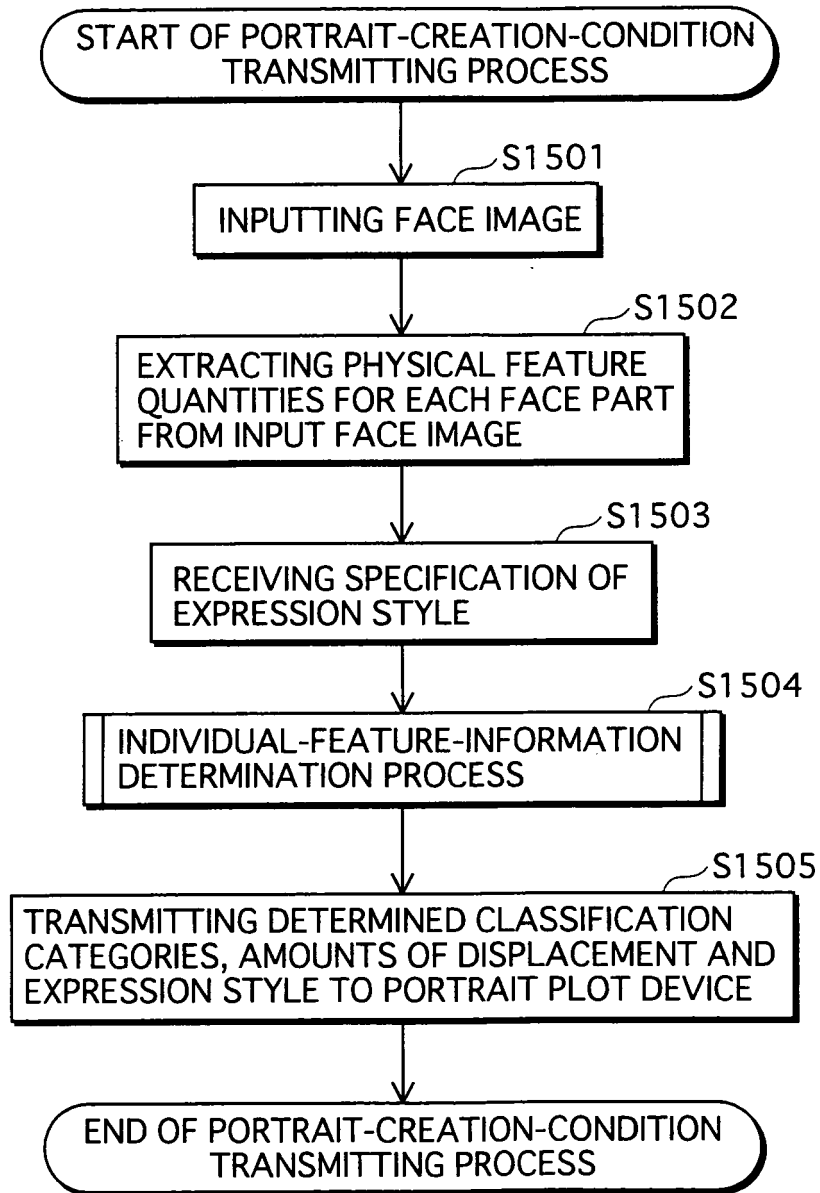 START OF PORTRAIT-CREATION-CONDITION
TRANSMITTING PROCESS
S1501
INPUTTING FACE IMAGE
S1502
EXTRACTING PHYSICAL FEATURE
QUANTITIES FOR EACH FACE PART
FROM INPUT FACE IMAGE
S1503
RECEIVING SPECIFICATION OF
EXPRESSION STYLE
S1504
INDIVIDUAL-FEATURE-INFORMATION
DETERMINATION PROCESS
S1505
TRANSMITTING DETERMINED CLASSIFICATION
CATEGORIES, AMOUNTS OF DISPLACEMENT AND
EXPRESSION STYLE TO PORTRAIT PLOT DEVICE
END OF PORTRAIT-CREATION-CONDITION
TRANSMITTING PROCESS